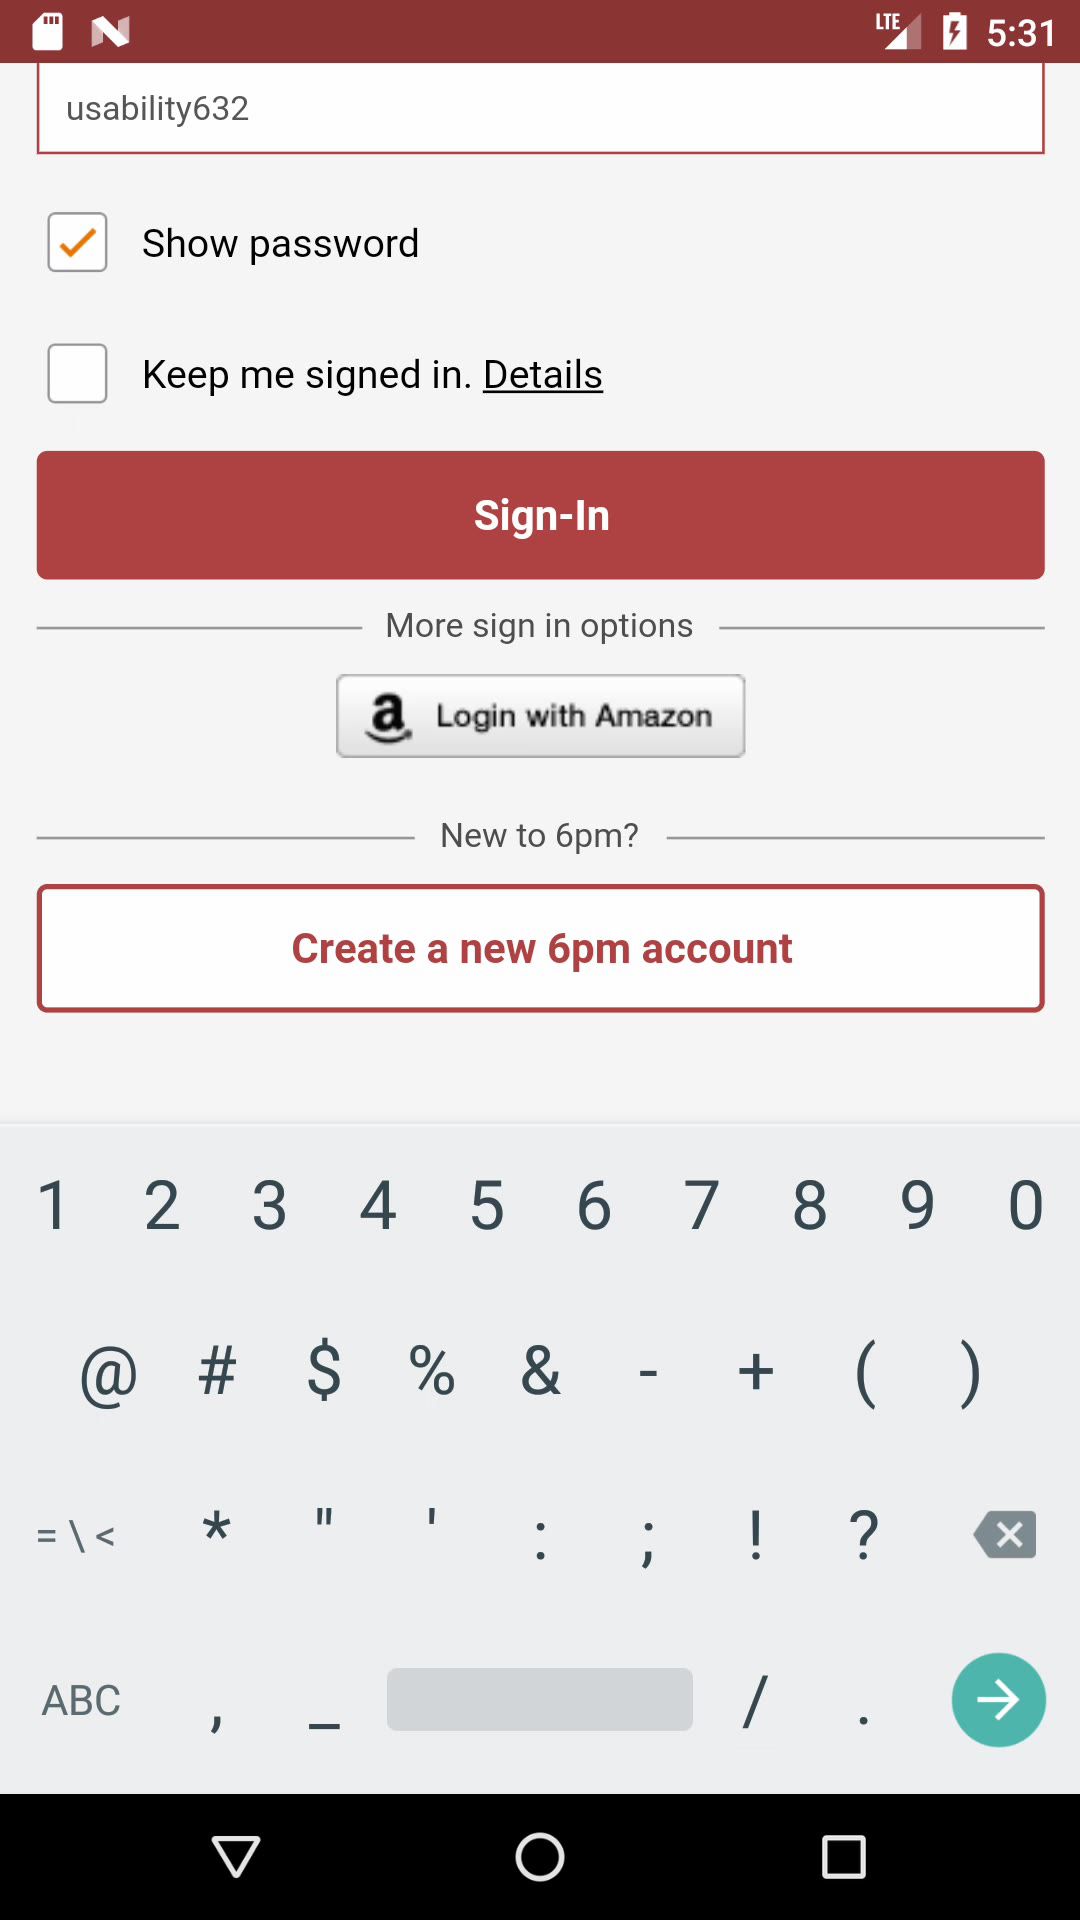 LTE 5:31
usability632
Show password
Keep me signed in. Details
Sign-In
More sign in options
a Login with Amazon
New to 6pm?
Create a new 6pm account
1 2 3 4 5 6 7 8 9 0
@ # $ % & - + ( )
= \ < * " ' : ; ! ?
ABC , _ / .